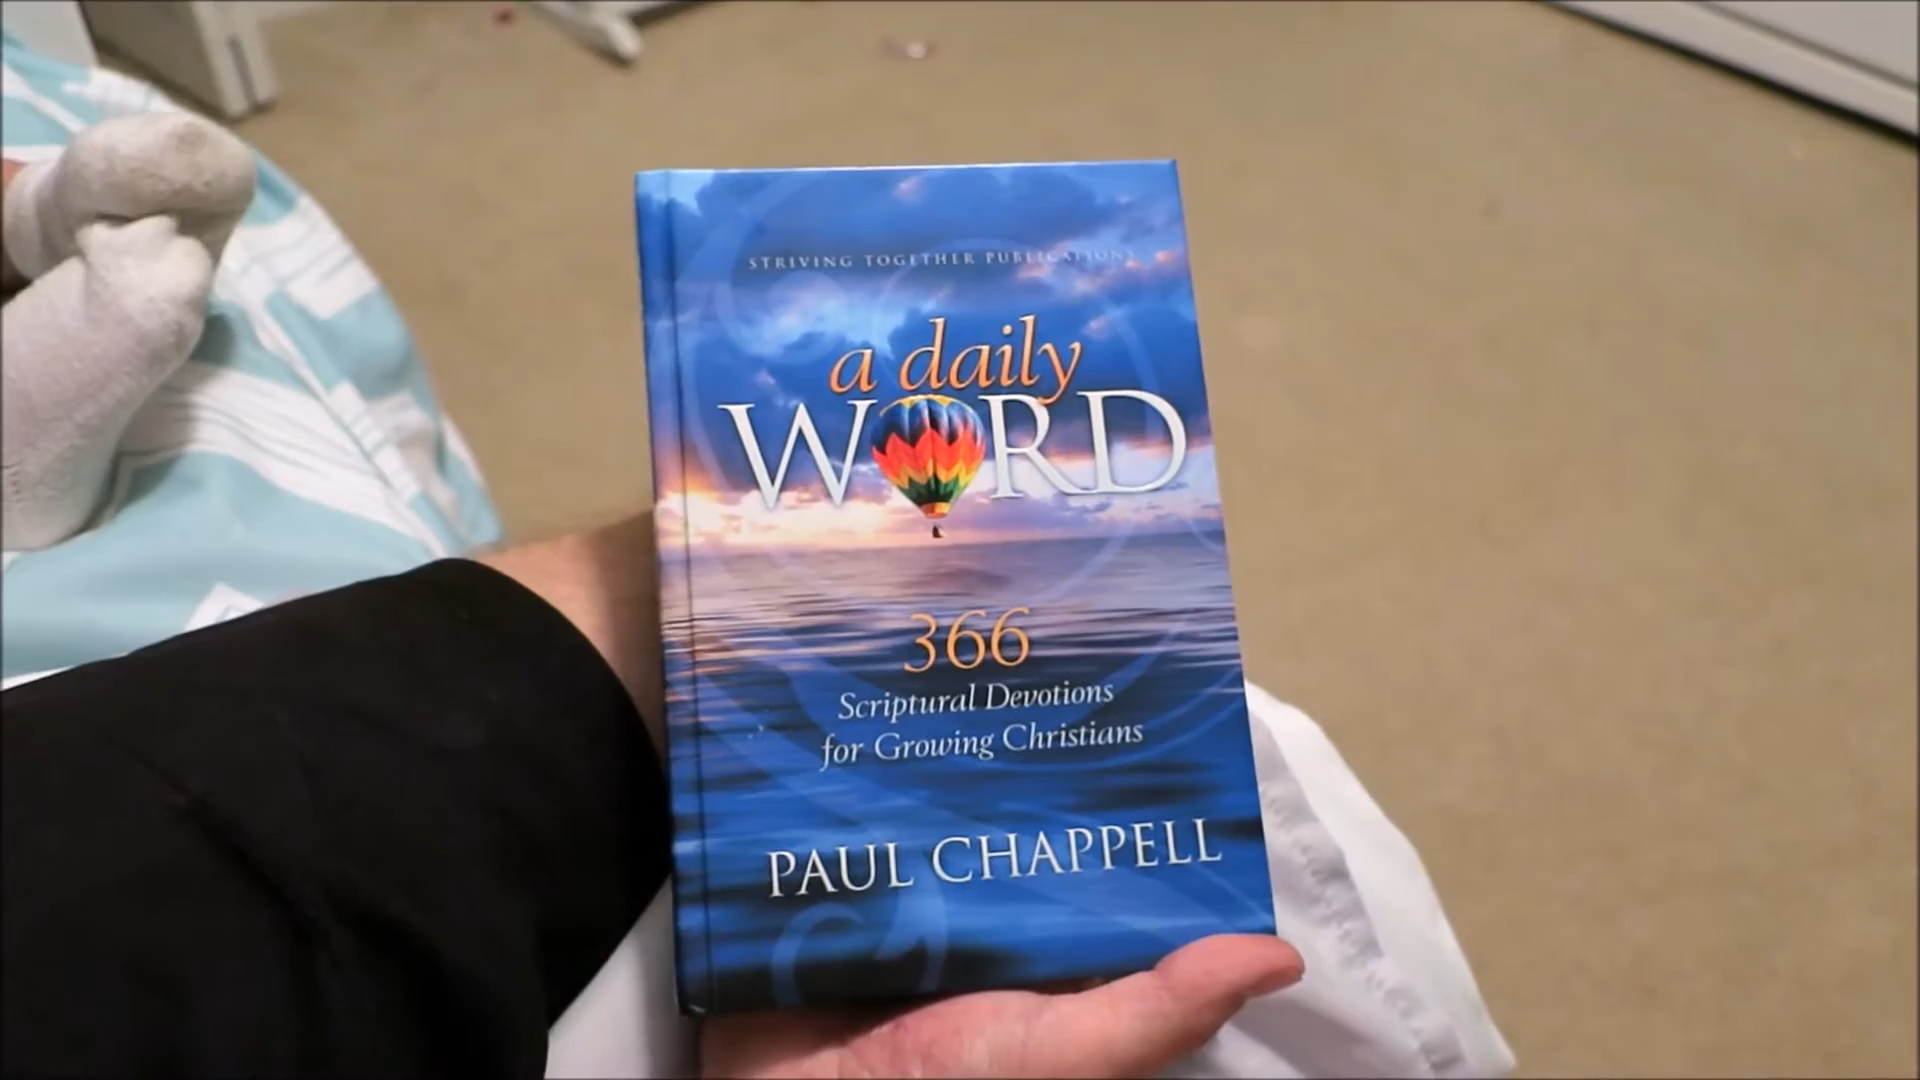 STRIVING TOGETHER PUBLICATIONS
a daily
WORD
366
Scriptural Devotions
for Growing Christians
PAUL CHAPPELL